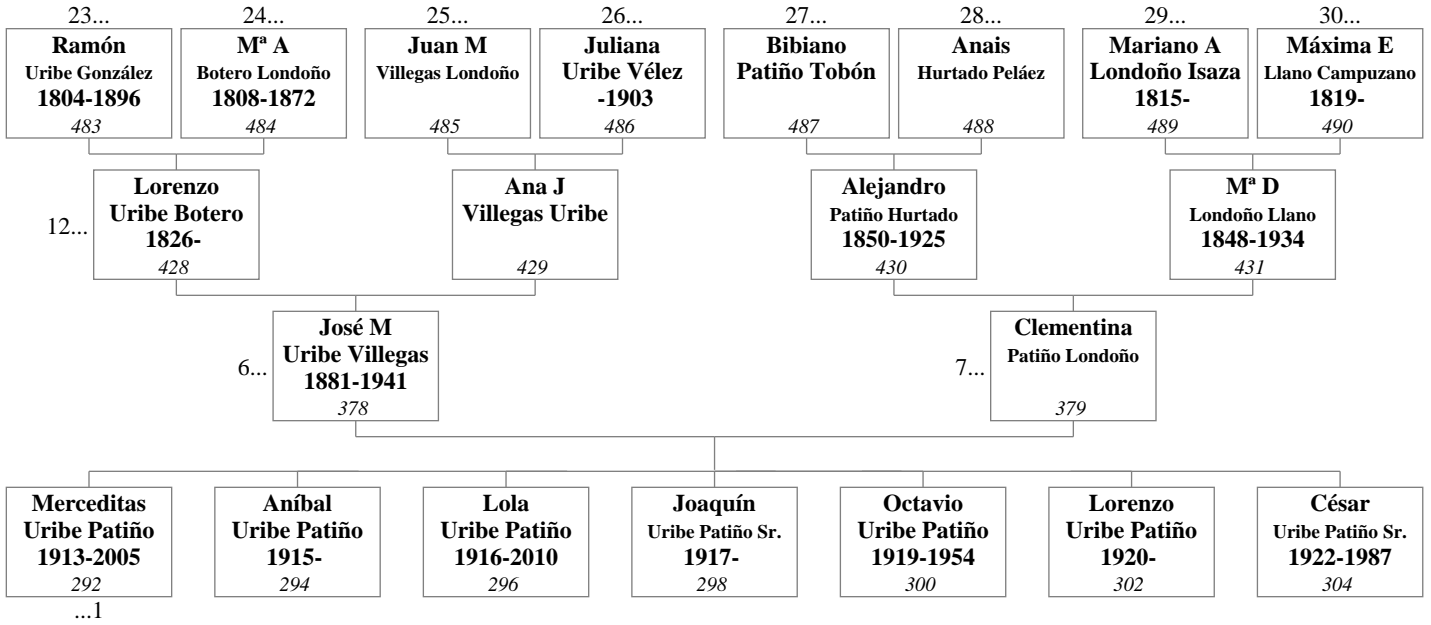 23...
24...
25...
26...
27...
28...
29...
30...
Ramón
Uribe González
1804-1896
483
Mª A
Botero Londoño
1808-1872
484
Juan M
Villegas Londoño
485
Juliana
Uribe Vélez
-1903
486
Bibiano
Patiño Tobón
487
Anais
Hurtado Peláez
488
Mariano A
Londoño Isaza
1815-
489
Máxima E
Llano Campuzano
1819-
490
12...
Lorenzo
Uribe Botero
1826-
428
Ana J
Villegas Uribe
429
Alejandro
Patiño Hurtado
1850-1925
430
Mª D
Londoño Llano
1848-1934
431
6...
José M
Uribe Villegas
1881-1941
378
7...
Clementina
Patiño Londoño
379
Merceditas
Uribe Patiño
1913-2005
292
Aníbal
Uribe Patiño
1915-
294
Lola
Uribe Patiño
1916-2010
296
Joaquín
Uribe Patiño Sr.
1917-
298
Octavio
Uribe Patiño
1919-1954
300
Lorenzo
Uribe Patiño
1920-
302
César
Uribe Patiño Sr.
1922-1987
304
...1